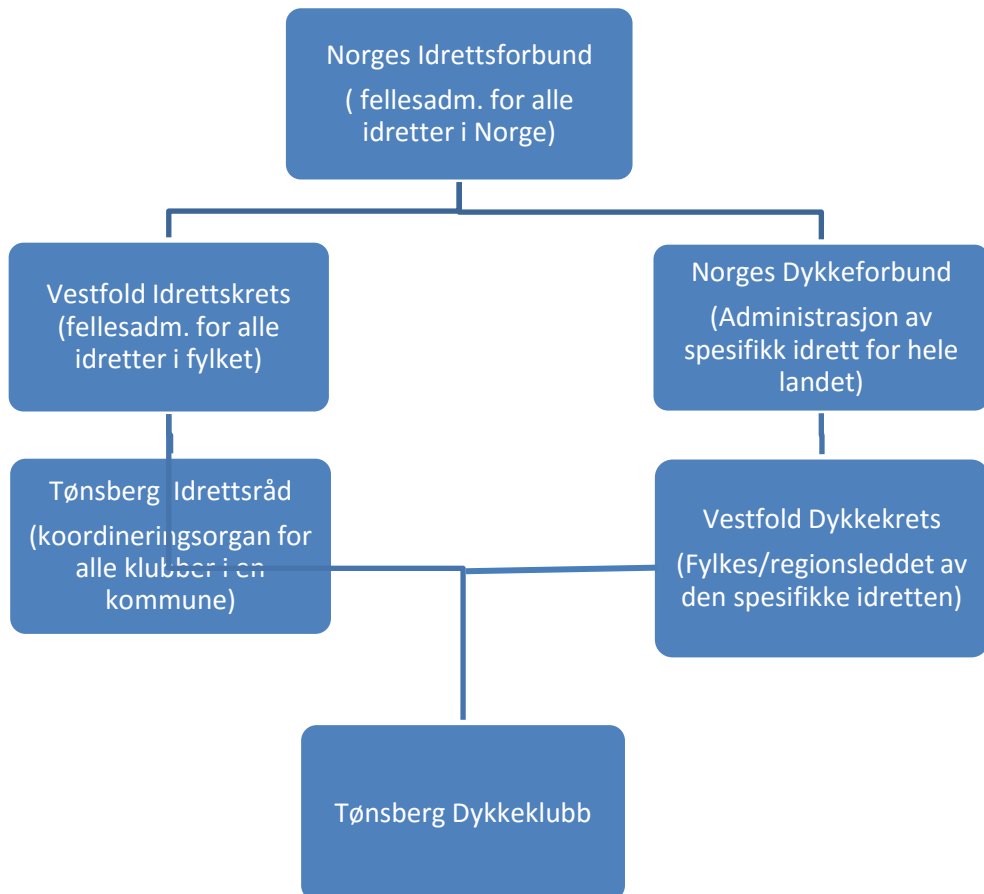 Norges Idrettsforbund
( fellesadm. for alle
idretter i Norge)
Vestfold Idrettskrets
(fellesadm. for alle
idretter i fylket)
Norges Dykkeforbund
(Administrasjon av
spesifikk idrett for hele
landet)
Tønsberg Idrettsråd
(koordineringsorgan for
alle klubber i en
kommune)
Vestfold Dykkekrets
(Fylkes/regionsleddet av
den spesifikke idretten)
Tønsberg Dykkeklubb